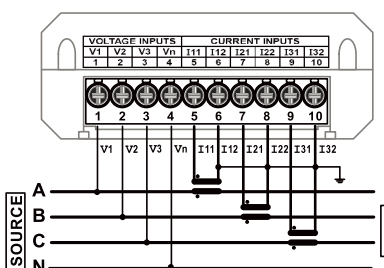 VOLTAGE INPUTS CURRENT INPUTS
V1 V2 V3 Vn I11 I12 I21 I22 I31 I32
1 2 3 4 5 6 7 8 9 10
1 2 3 4 5 6 7 8 9 10
V1 V2 V3 Vn I11 I12 I21 I22 I31 I32
A
B
C
N
SOURCE